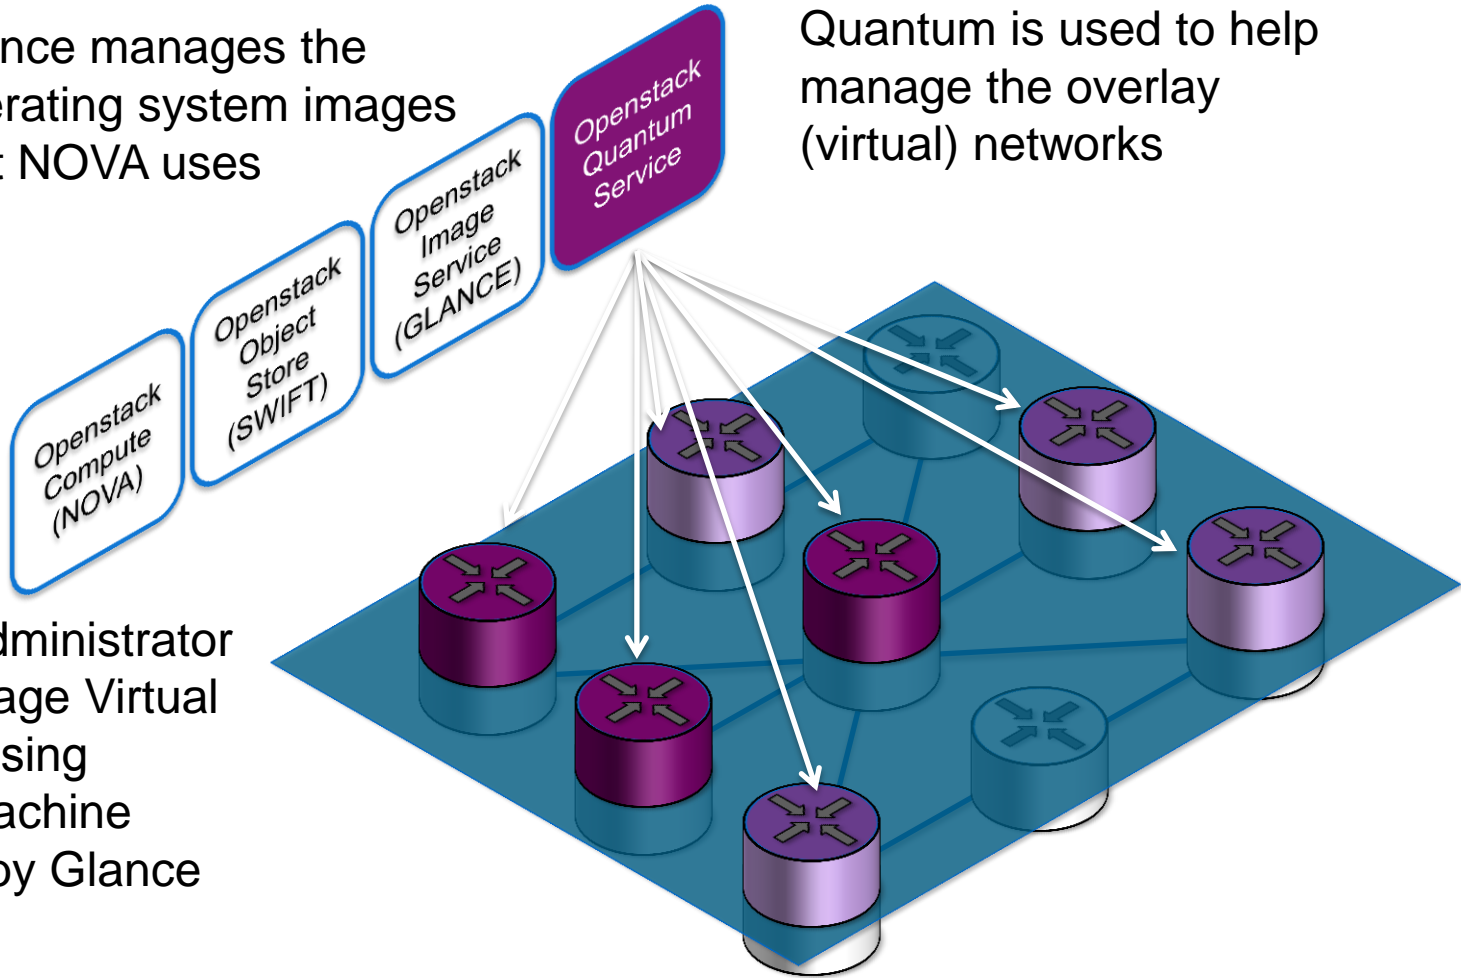 ance manages the
erating system images
t NOVA uses
Quantum is used to help
manage the overlay
(virtual) networks
Openstack
Quantum
Service
Openstack
Image
Service
(GLANCE)
Openstack
Object
Store
(SWIFT)
Openstack
Compute
(NOVA)
dministrator
age Virtual
sing
achine
by Glance